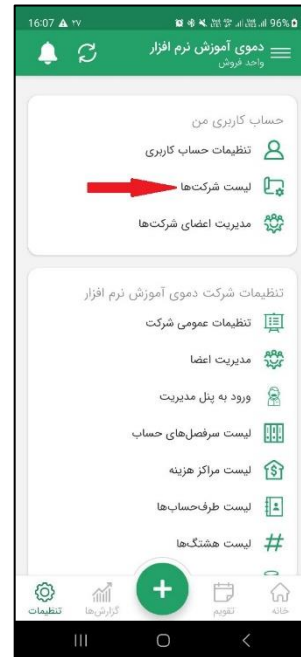 16:07 ۲۷ 96%
دموی آموزش نرم افزار
واحد فروش
حساب کاربری من
تنظیمات حساب کاربری
لیست شرکت‌ها
مدیریت اعضای شرکت‌ها
تنظیمات شرکت دموی آموزش نرم افزار
تنظیمات عمومی شرکت
مدیریت اعضا
ورود به پنل مدیریت
لیست سرفصل‌های حساب
لیست مراکز هزینه
لیست طرف‌حساب‌ها
لیست هشتگ‌ها
خانه
تقویم
گزارش‌ها
تنظیمات